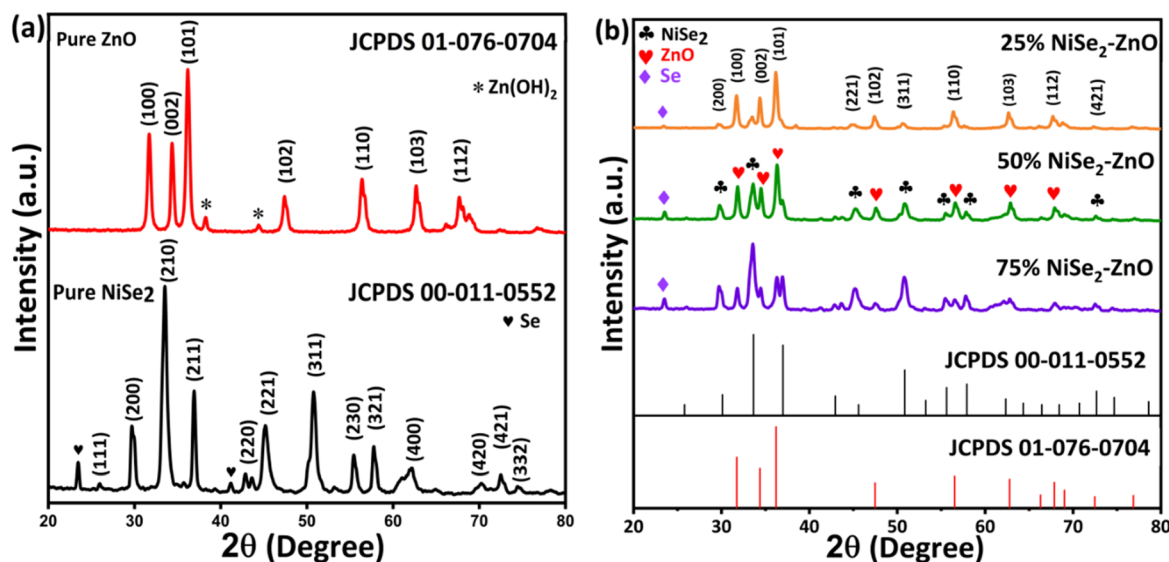 (a)
Pure ZnO
JCPDS 01-076-0704
* Zn(OH)₂
(100)
(002)
(101)
*
*
(102)
(110)
(103)
(112)
Pure NiSe2
JCPDS 00-011-0552
♥ Se
♥
(111)
(200)
(210)
(211)
♥
(220)
(221)
(311)
(230)
(321)
(400)
(420)
(421)
(332)
Intensity (a.u.)
20 30 40 50 60 70 80
2θ (Degree)
(b)
♣ NiSe₂
♥ ZnO
♦ Se
25% NiSe₂-ZnO
(200)
(100)
(002)
(101)
(221)
(102)
(311)
(110)
(103)
(112)
(421)
50% NiSe₂-ZnO
75% NiSe₂-ZnO
JCPDS 00-011-0552
JCPDS 01-076-0704
Intensity (a.u.)
20 30 40 50 60 70 80
2θ (Degree)